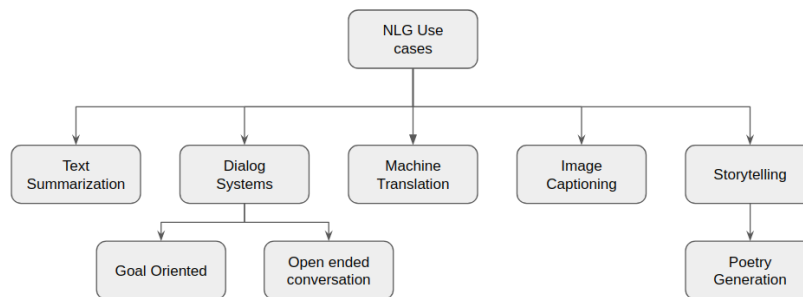 NLG Use
cases
Text
Summarization
Dialog
Systems
Machine
Translation
Image
Captioning
Storytelling
Goal Oriented
Open ended
conversation
Poetry
Generation